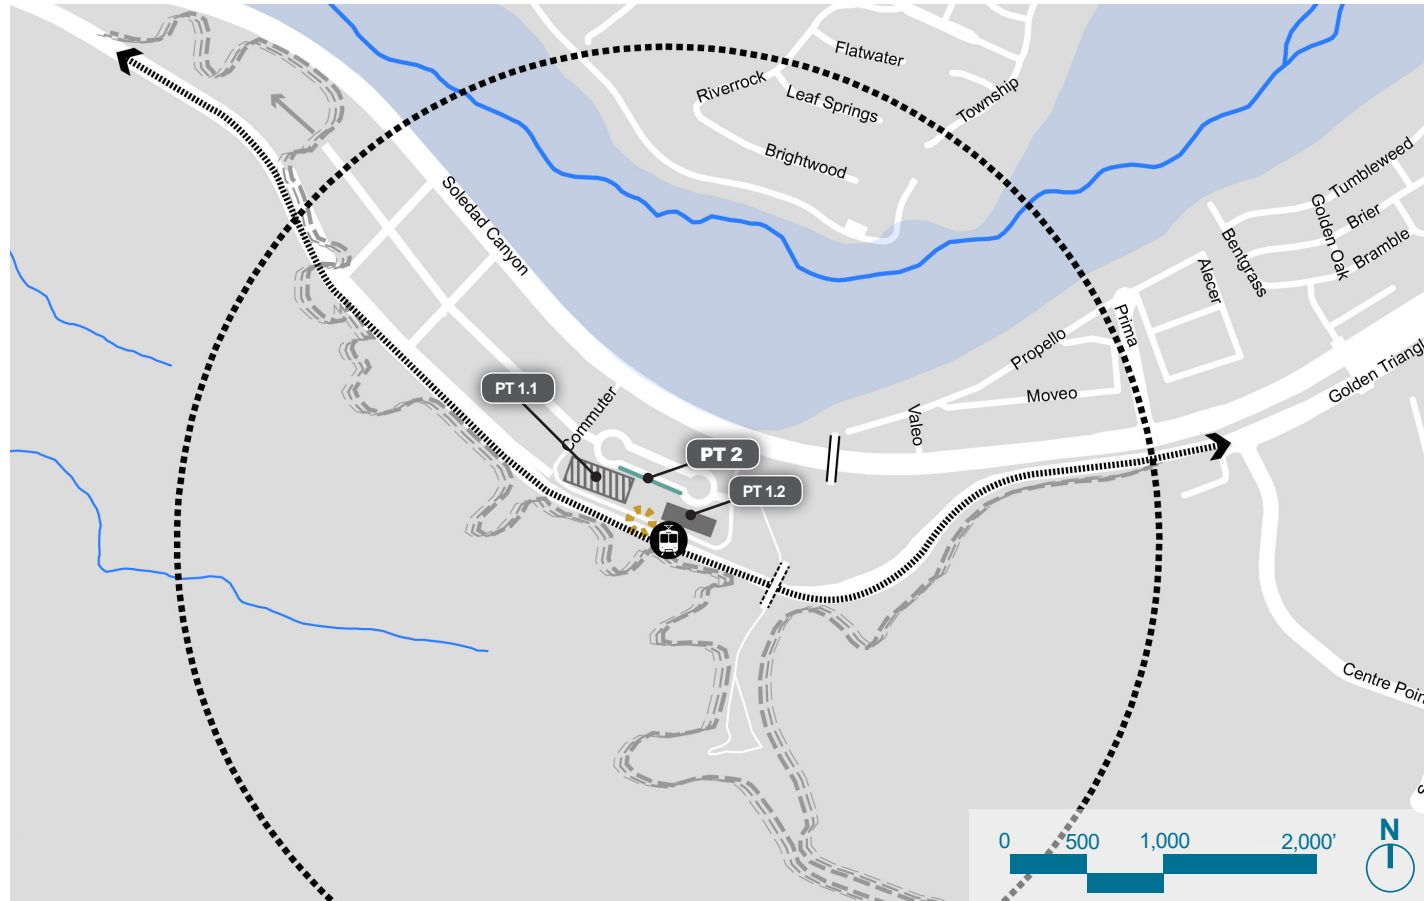 Flatwater
Riverrock
Leaf Springs
Township
Brightwood
Soledad Canyon
Golden Tumbleweed
Brier
Golden Oak
Bramble
Bentgrass
Alecer
Prima
Propello
Moveo
Valeo
Golden Triangl
PT 1.1
Commuter
PT 2
PT 1.2
Centre Poin
0 500 1,000 2,000’
N